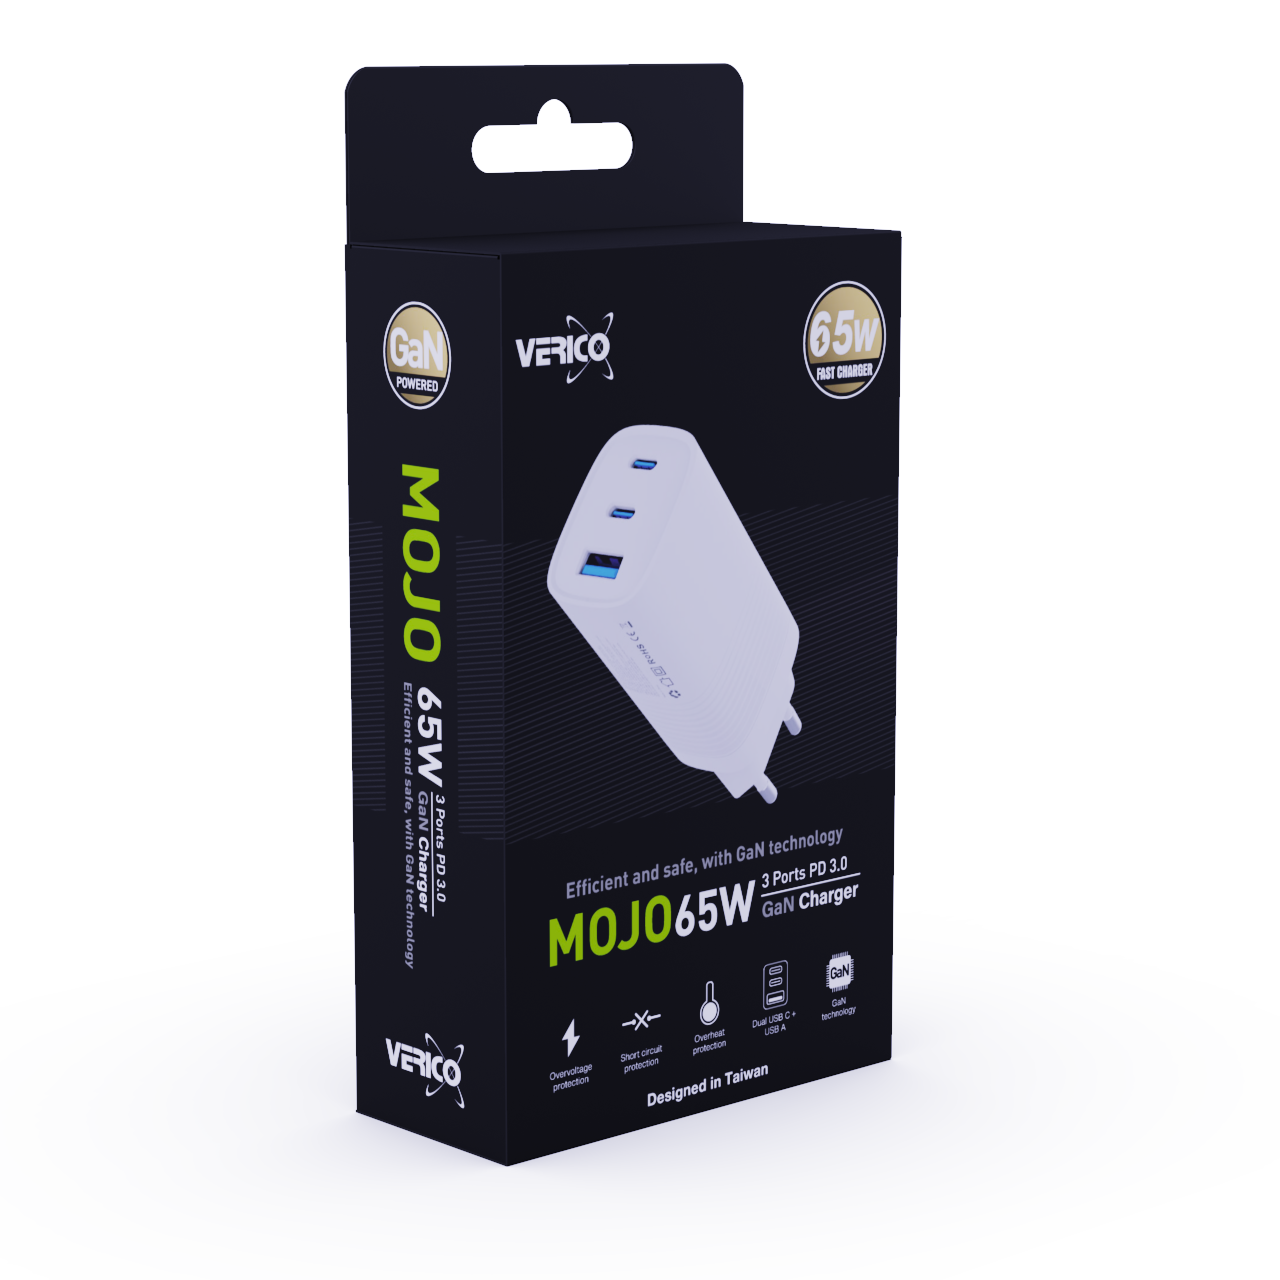 GaN
POWERED
MOJO
65W
3 Ports PD 3.0
GaN Charger
Efficient and safe, with GaN technology
VERICO
VERICO
65W
FAST CHARGER
CE RoHS
Efficient and safe, with GaN technology
MOJO65W
3 Ports PD 3.0
GaN Charger
Overvoltage
protection
Short circuit
protection
Overheat
protection
Dual USB C +
USB A
GaN
GaN
technology
Designed in Taiwan